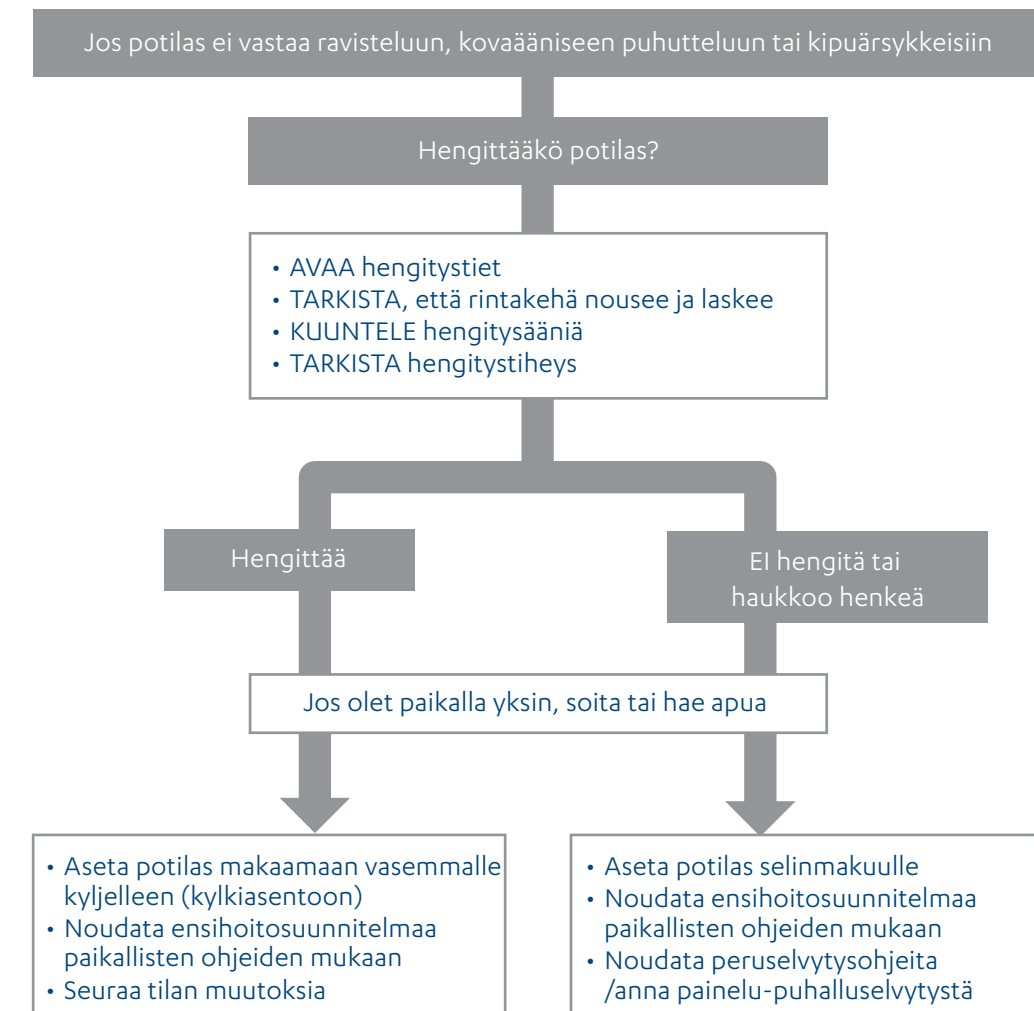 Jos potilas ei vastaa ravisteluun, kovaääniseen puhutteluun tai kipuärsykkeisiin
Hengittääkö potilas?
• AVAA hengitystiet
• TARKISTA, että rintakehä nousee ja laskee
• KUUNTELE hengitysääniä
• TARKISTA hengitystiheys
Hengittää
EI hengitä tai
haukkoo henkeä
Jos olet paikalla yksin, soita tai hae apua
• Aseta potilas makaamaan vasemmalle
kyljelleen (kylkiasentoon)
• Noudata ensihoitosuunnitelmaa
paikallisten ohjeiden mukaan
• Seuraa tilan muutoksia
• Aseta potilas selinmakuulle
• Noudata ensihoitosuunnitelmaa
paikallisten ohjeiden mukaan
• Noudata peruselvytysohjeita
/anna painelu-puhalluselvytystä